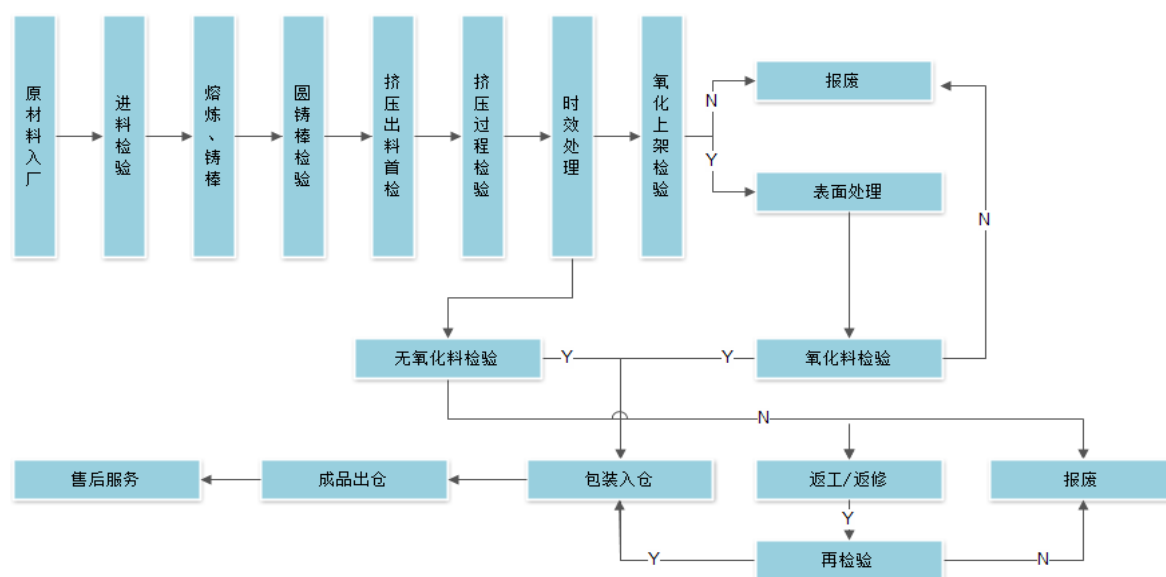 原材料入厂
进料检验
熔炼、铸棒
圆铸棒检验
挤压出料首检
挤压过程检验
时效处理
氧化上架检验
N
Y
报废
表面处理
N
无氧化料检验
Y
Y
氧化料检验
N
售后服务
成品出仓
包装入仓
返工/返修
报废
Y
Y
再检验
N